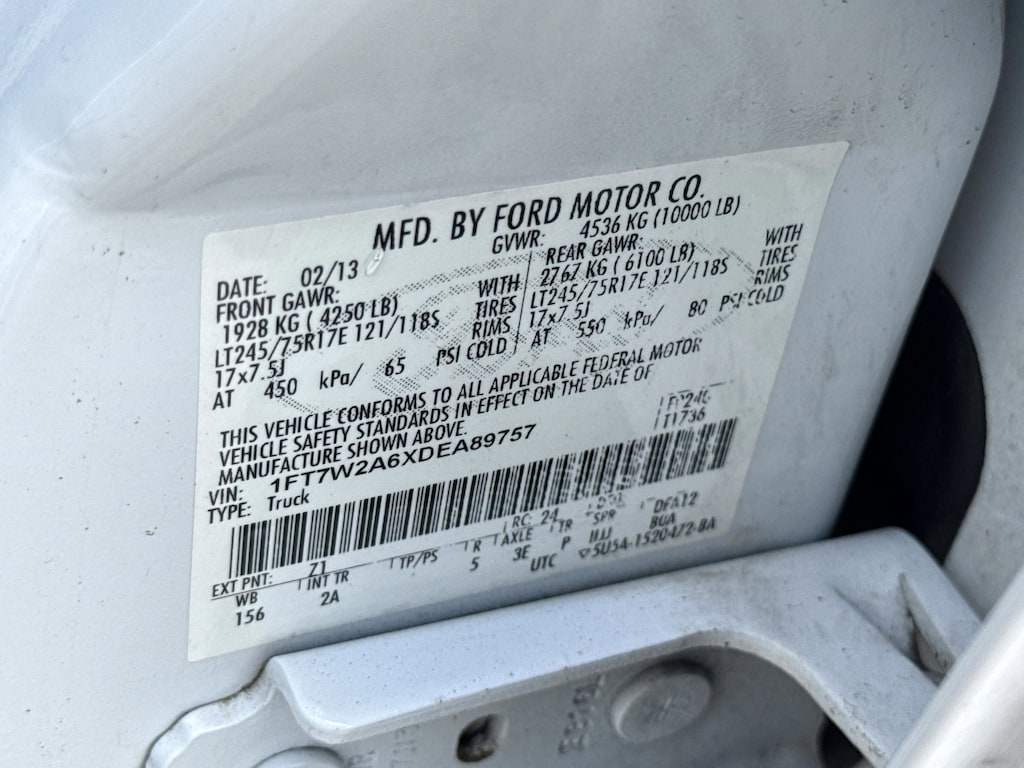 MFD. BY FORD MOTOR CO.
DATE: 02/13
GVWR: 4536 KG (10000 LB)
FRONT GAWR:
1928 KG ( 4250 LB)
WITH
LT245/75R17E 121/118S
TIRES
17x7.5J
RIMS
AT 450 kPa/ 65 PSI COLD
REAR GAWR:
2767 KG ( 6100 LB)
WITH
LT245/75R17E 121/118S
TIRES
17x7.5J
RIMS
AT 550 kPa/ 80 PSI COLD
THIS VEHICLE CONFORMS TO ALL APPLICABLE FEDERAL MOTOR
VEHICLE SAFETY STANDARDS IN EFFECT ON THE DATE OF
MANUFACTURE SHOWN ABOVE.
VIN: 1FT7W2A6XDEA89757
TYPE: Truck
T1736
EXT PNT: Z1
RC: 24
WB
INT TR
TP/PS
R
AXLE
TR
SPR
DFA12
156
2A
5
3E
P
BUA
UTC
5U54-1520472-BA